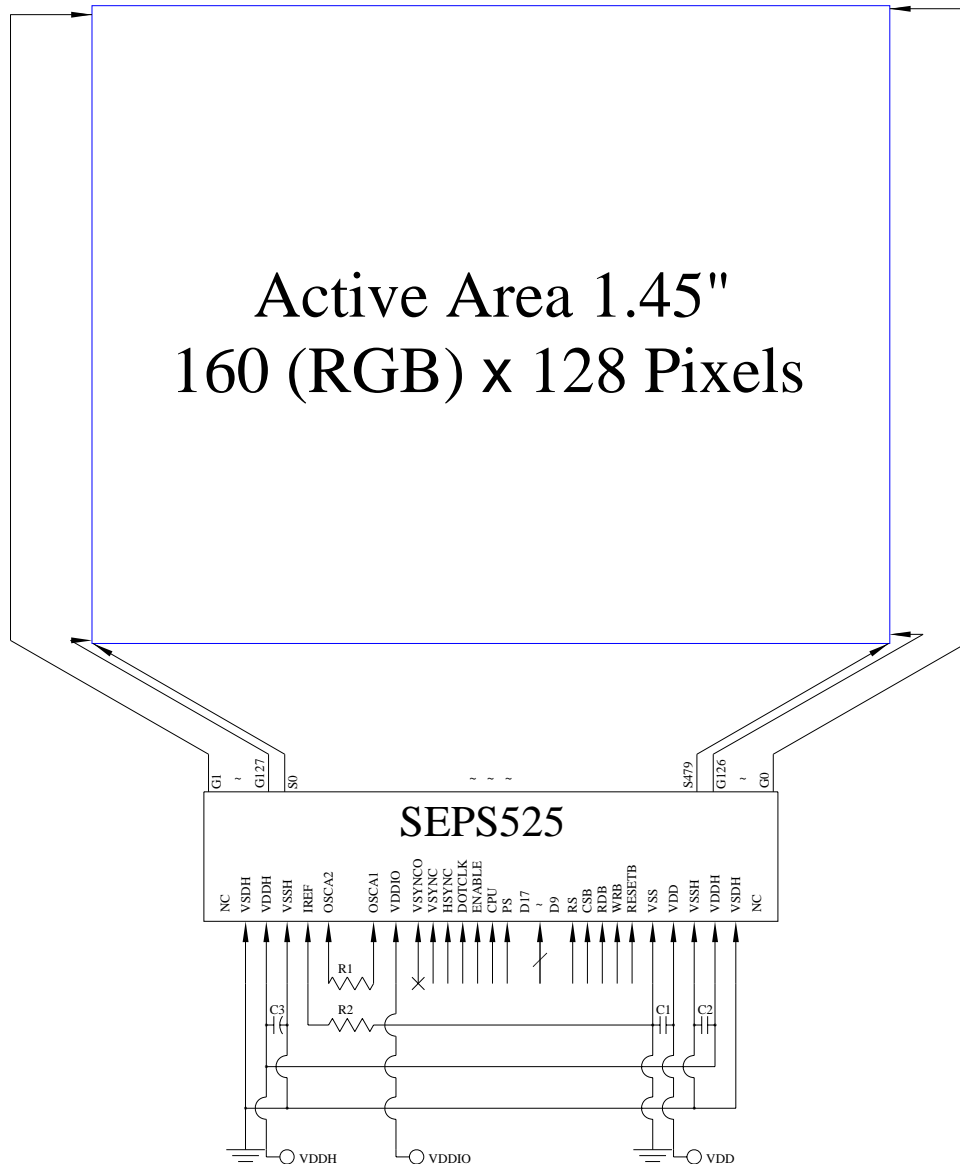 Active Area 1.45"
160 (RGB) x 128 Pixels
G1
~
G127
S0
~
~
~
S479
G126
~
G0
SEPS525
NC
VSDH
VDDH
VSSH
IREF
OSCA2
OSCA1
VDDIO
VSYNCO
VSYNC
HSYNC
DOTCLK
ENABLE
CPU
PS
D17
~
D9
RS
CSB
RDB
WRB
RESETB
VSS
VDD
VSSH
VDDH
VSDH
NC
R1
C3
R2
C1
C2
VDDH
VDDIO
VDD